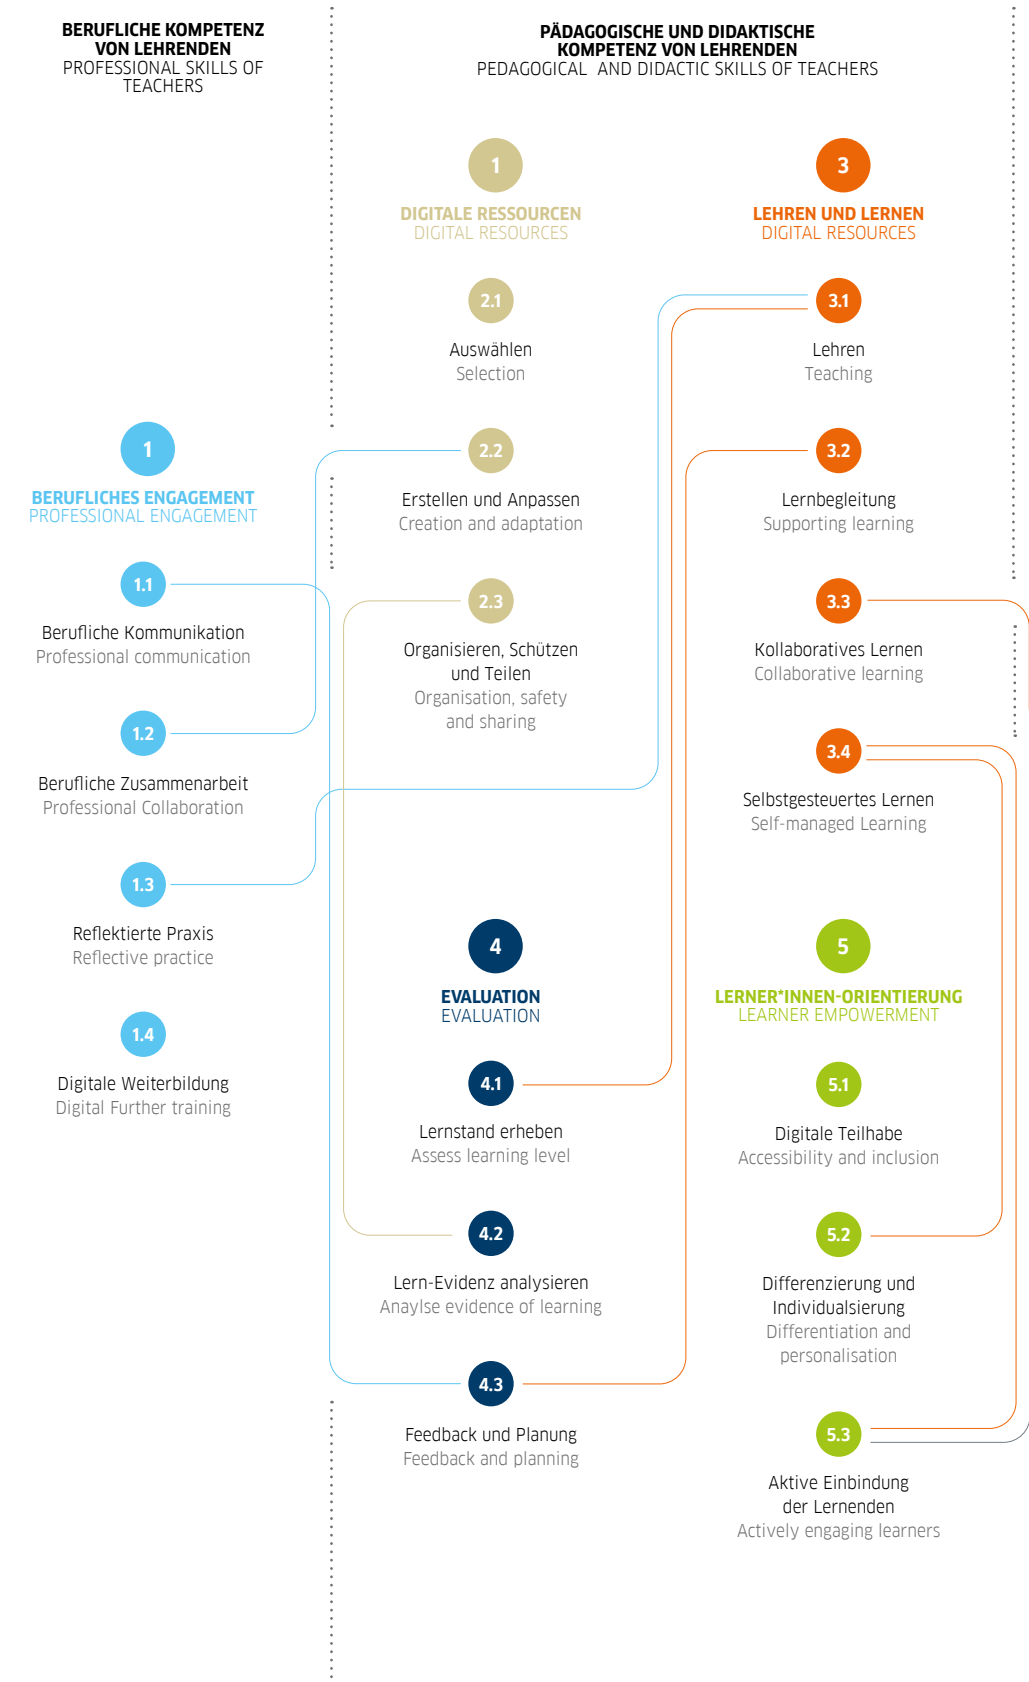 BERUFLICHE KOMPETENZ
VON LEHRENDEN
PROFESSIONAL SKILLS OF
TEACHERS
1
BERUFLICHES ENGAGEMENT
PROFESSIONAL ENGAGEMENT
1.1
Berufliche Kommunikation
Professional communication
1.2
Berufliche Zusammenarbeit
Professional Collaboration
1.3
Reflektierte Praxis
Reflective practice
1.4
Digitale Weiterbildung
Digital Further training
PÄDAGOGISCHE UND DIDAKTISCHE
KOMPETENZ VON LEHRENDEN
PEDAGOGICAL AND DIDACTIC SKILLS OF TEACHERS
1
DIGITALE RESSOURCEN
DIGITAL RESOURCES
2.1
Auswählen
Selection
2.2
Erstellen und Anpassen
Creation and adaptation
2.3
Organisieren, Schützen
und Teilen
Organisation, safety
and sharing
3
LEHREN UND LERNEN
DIGITAL RESOURCES
3.1
Lehren
Teaching
3.2
Lernbegleitung
Supporting learning
3.3
Kollaboratives Lernen
Collaborative learning
3.4
Selbstgesteuertes Lernen
Self-managed Learning
4
EVALUATION
EVALUATION
4.1
Lernstand erheben
Assess learning level
4.2
Lern-Evidenz analysieren
Anaylse evidence of learning
4.3
Feedback und Planung
Feedback and planning
5
LERNER*INNEN-ORIENTIERUNG
LEARNER EMPOWERMENT
5.1
Digitale Teilhabe
Accessibility and inclusion
5.2
Differenzierung und
Individualsierung
Differentiation and
personalisation
5.3
Aktive Einbindung
der Lernenden
Actively engaging learners